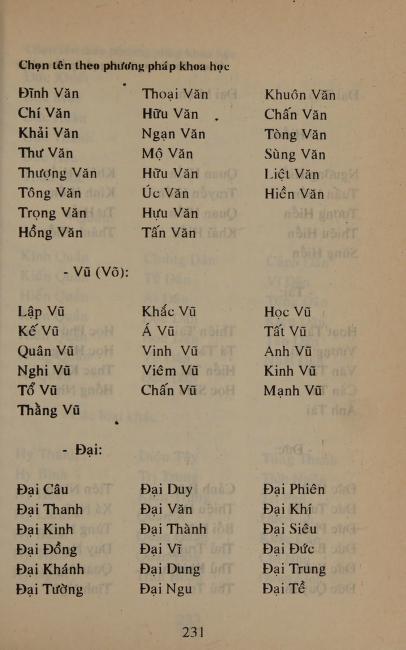 Chọn tên theo phương pháp khoa học
Đĩnh Văn Thoại Văn Khuôn Văn
Chí Văn Hữu Văn Chấn Văn
Khải Văn Ngạn Văn Tòng Văn
Thư Văn Mộ Văn Sùng Văn
Thượng Văn Hữu Văn Liệt Văn
Tông Văn Úc Văn Hiển Văn
Trọng Văn Hựu Văn
Hồng Văn Tấn Văn
- Vũ (Võ):
Lập Vũ Khắc Vũ Học Vũ
Kế Vũ Á Vũ Tất Vũ
Quân Vũ Vinh Vũ Anh Vũ
Nghi Vũ Viêm Vũ Kinh Vũ
Tổ Vũ Chấn Vũ Mạnh Vũ
Thằng Vũ
- Đại:
Đại Câu Đại Duy Đại Phiên
Đại Thanh Đại Văn Đại Khí
Đại Kinh Đại Thành Đại Siêu
Đại Đồng Đại Vĩ Đại Đức
Đại Khánh Đại Dung Đại Trung
Đại Tường Đại Ngu Đại Tề
231